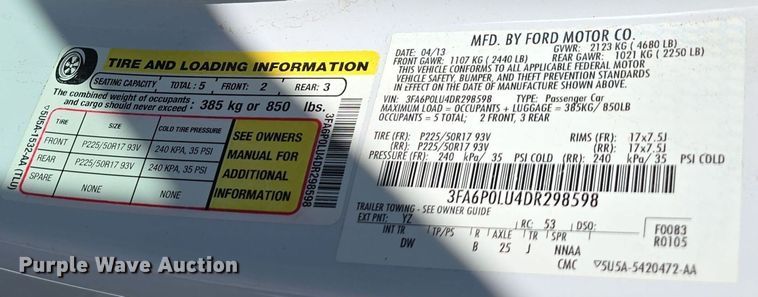 TIRE AND LOADING INFORMATION
SEATING CAPACITY TOTAL: 5 FRONT: 2 REAR: 3
The combined weight of occupants and cargo should never exceed: 385 kg or 850 lbs.
TIRE SIZE COLD TIRE PRESSURE
FRONT P225/50R17 93V 240 KPA, 35 PSI
REAR P225/50R17 93V 240 KPA, 35 PSI
SPARE NONE NONE
SEE OWNERS
MANUAL FOR
ADDITIONAL
INFORMATION
3FA6P0LU4DR298598
▽5U5A-1532-AA (TLU)
MFD. BY FORD MOTOR CO.
DATE: 04/13 GVWR: 2123 KG (4680 LB)
FRONT GAWR: 1107 KG (2440 LB) REAR GAWR: 1021 KG (2250 LB)
THIS VEHICLE CONFORMS TO ALL APPLICABLE FEDERAL MOTOR
VEHICLE SAFETY, BUMPER, AND THEFT PREVENTION STANDARDS
IN EFFECT ON THE DATE OF MANUFACTURE SHOWN ABOVE.
VIN: 3FA6P0LU4DR298598 TYPE: Passenger Car
MAXIMUM LOAD = OCCUPANTS + LUGGAGE = 385KG/ 850LB
OCCUPANTS = 5 TOTAL; 2 FRONT, 3 REAR
TIRE (FR): P225/50R17 93V RIMS (FR): 17x7.5J
(RR): P225/50R17 93V (RR): 17x7.5J
PRESSURE (FR): 240 kPa/ 35 PSI COLD (RR): 240 kPa/ 35 PSI COLD
3FA6P0LU4DR298598
TRAILER TOWING - SEE OWNER GUIDE
EXT PNT: YZ RC: 53 DSO: F0083
R0105
INT TR TP/PS R AXLE TR SPR
DW B 25 J NNAA
CMC ▽5U5A-5420472-AA
Purple Wave Auction